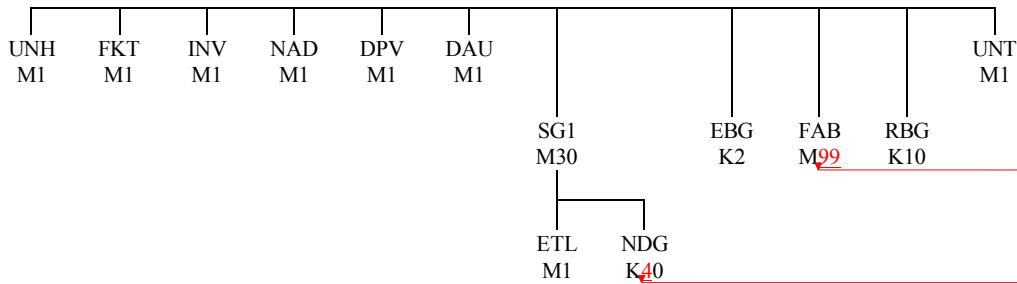 UNH FKT INV NAD DPV DAU UNT
M1 M1 M1 M1 M1 M1 M1
SG1 EBG FAB RBG
M30 K2 M99 K10
ETL NDG
M1 K40